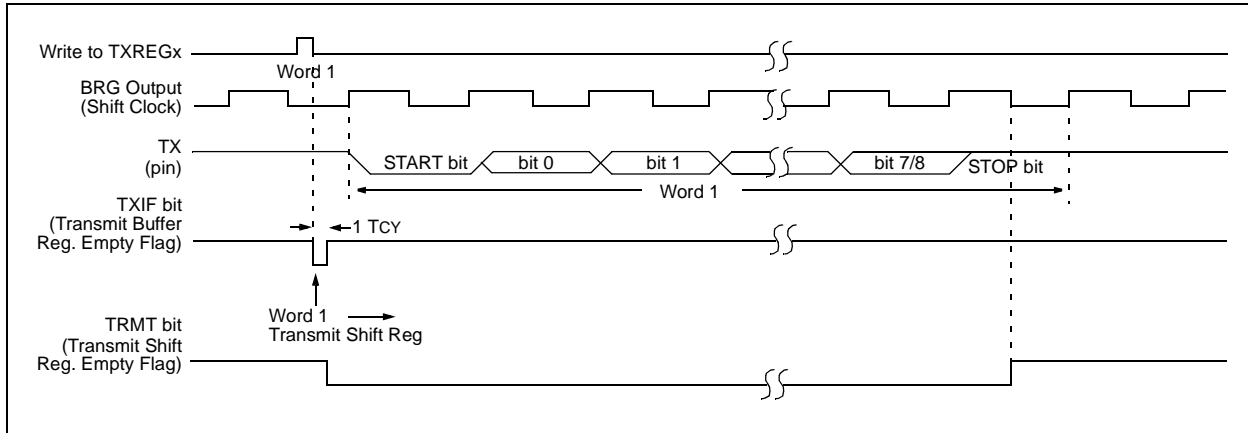 Write to TXREGx
Word 1
BRG Output
(Shift Clock)
TX
(pin)
START bit
bit 0
bit 1
bit 7/8
STOP bit
Word 1
TXIF bit
(Transmit Buffer
Reg. Empty Flag)
1 TCY
Word 1
Transmit Shift Reg
TRMT bit
(Transmit Shift
Reg. Empty Flag)